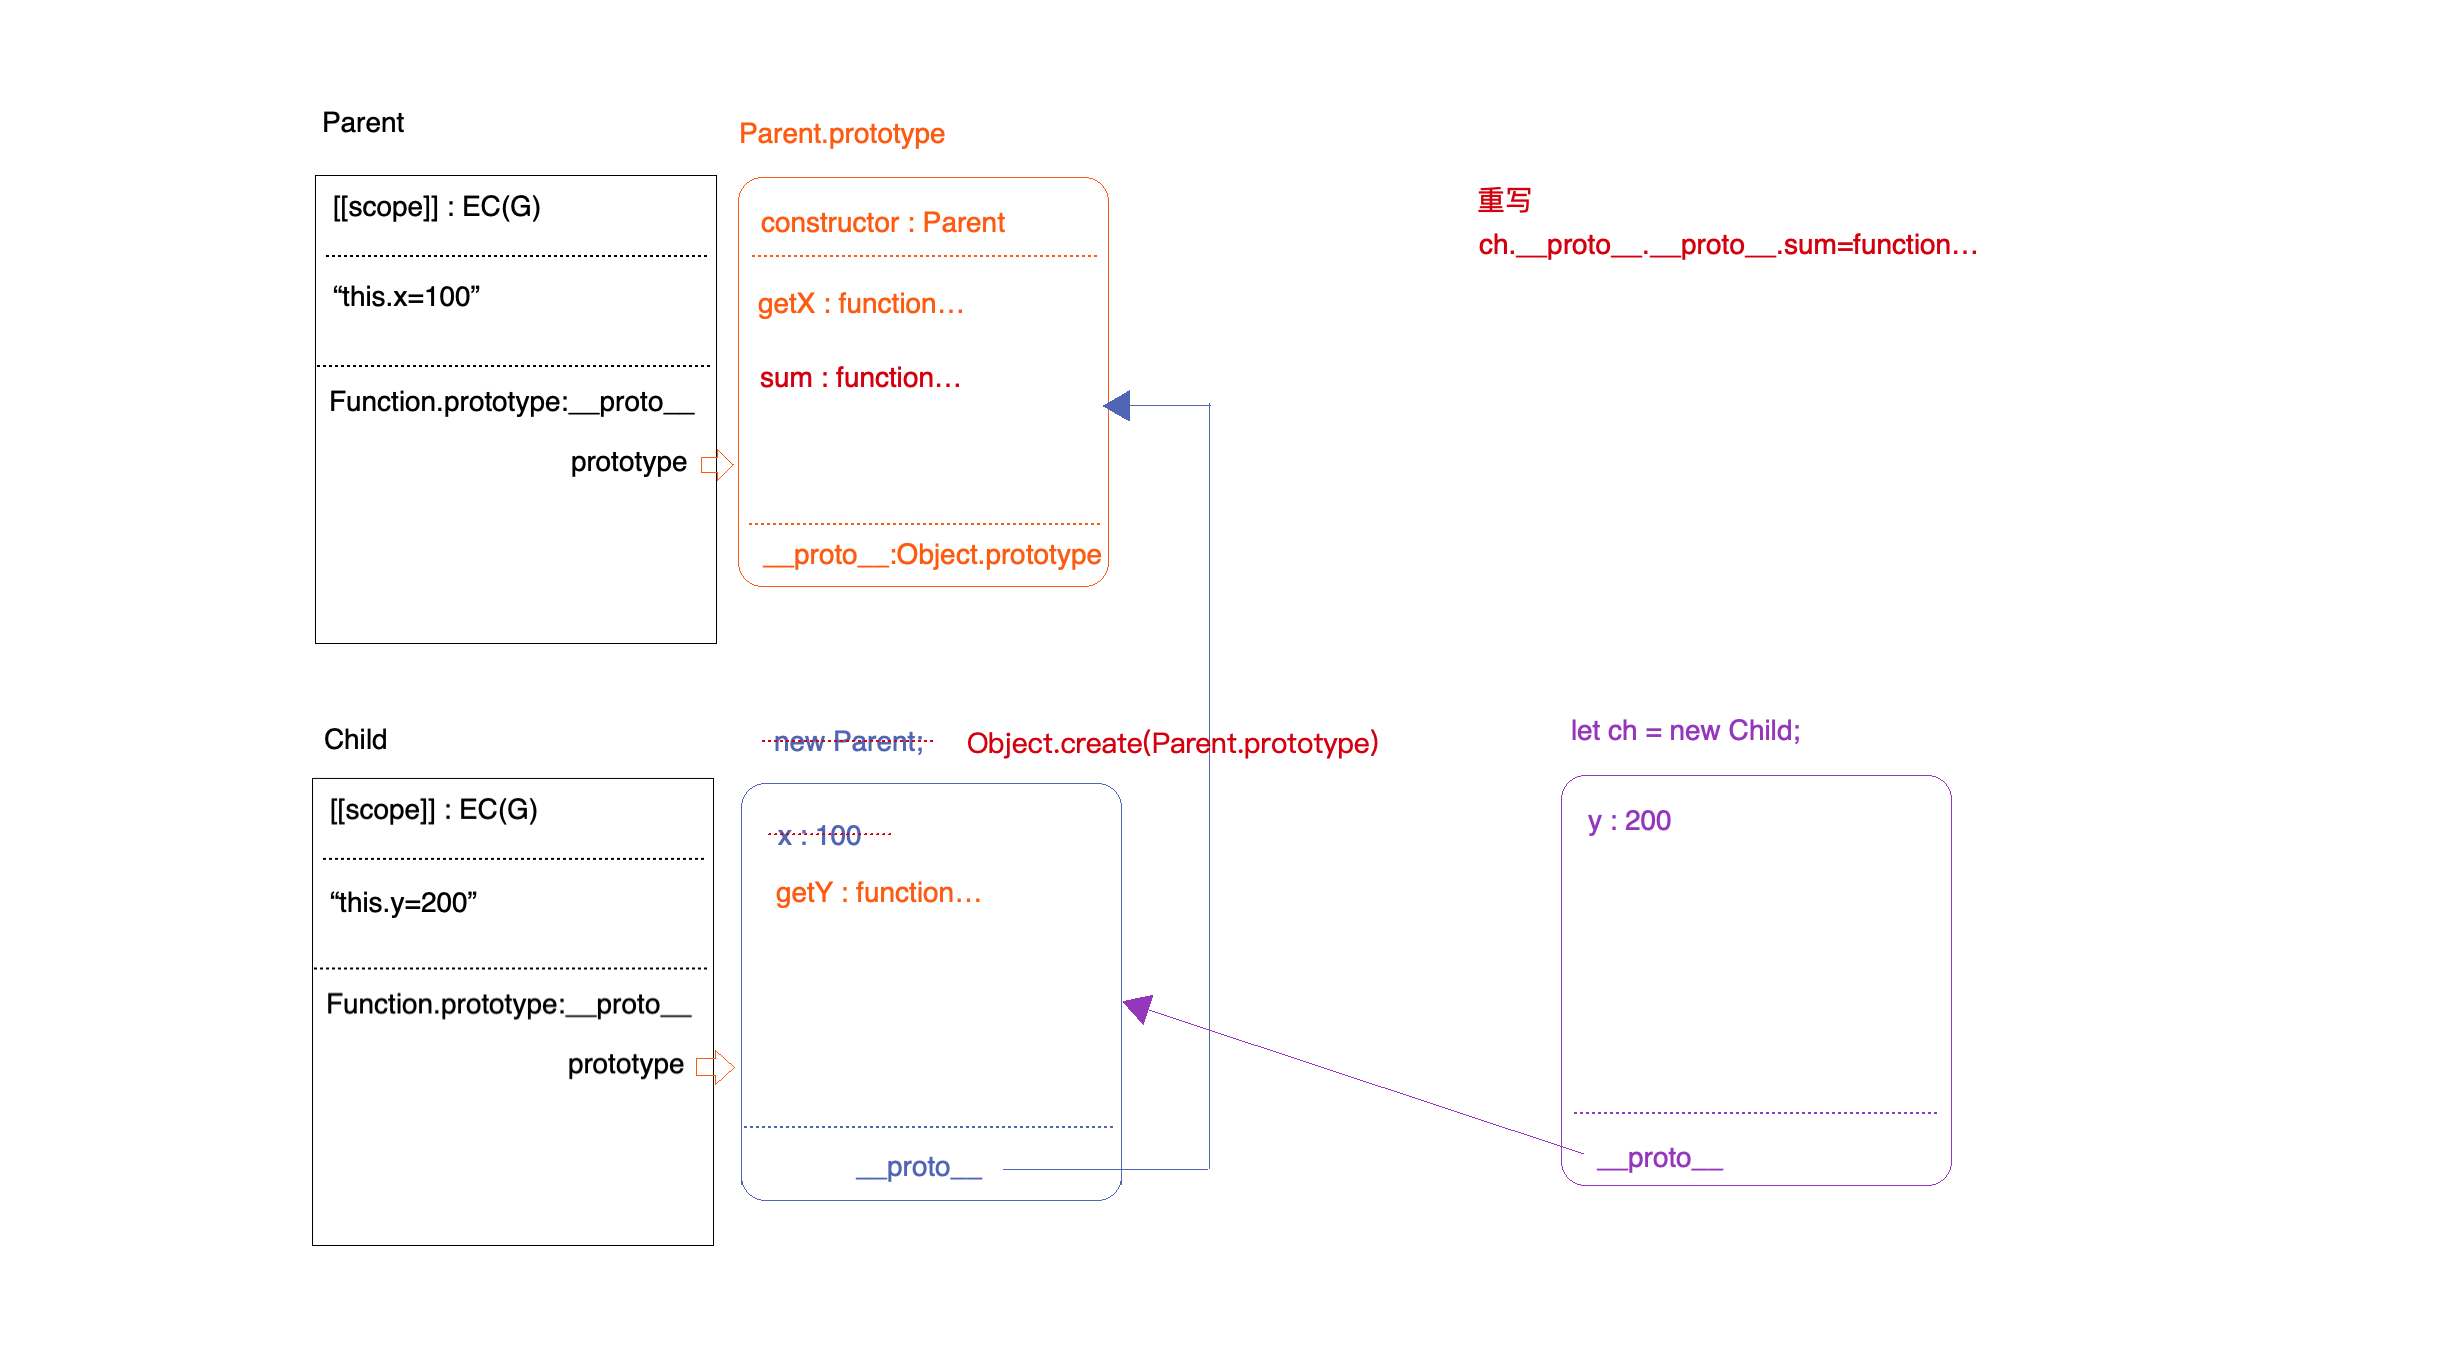 Parent
[[scope]] : EC(G)
“this.x=100”
Function.prototype:__proto__
prototype
Parent.prototype
constructor : Parent
getX : function…
sum : function…
__proto__:Object.prototype
重写
ch.__proto__.__proto__.sum=function…
Child
[[scope]] : EC(G)
“this.y=200”
Function.prototype:__proto__
prototype
new Parent;
Object.create(Parent.prototype)
x : 100
getY : function…
__proto__
let ch = new Child;
y : 200
__proto__